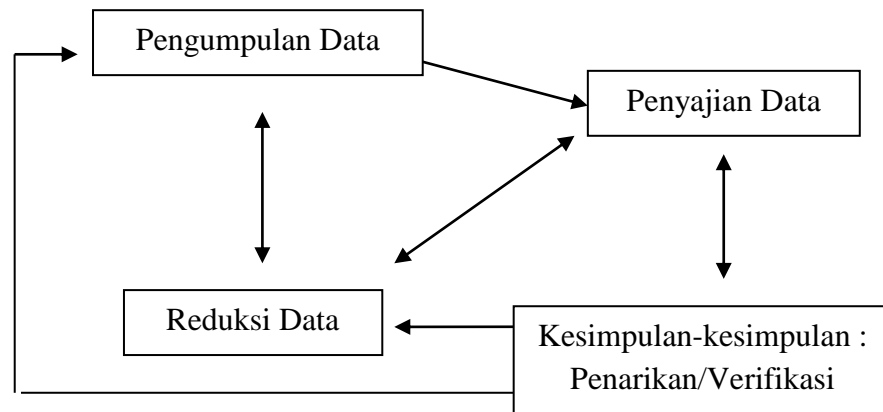 Pengumpulan Data
Penyajian Data
Reduksi Data
Kesimpulan-kesimpulan :
Penarikan/Verifikasi